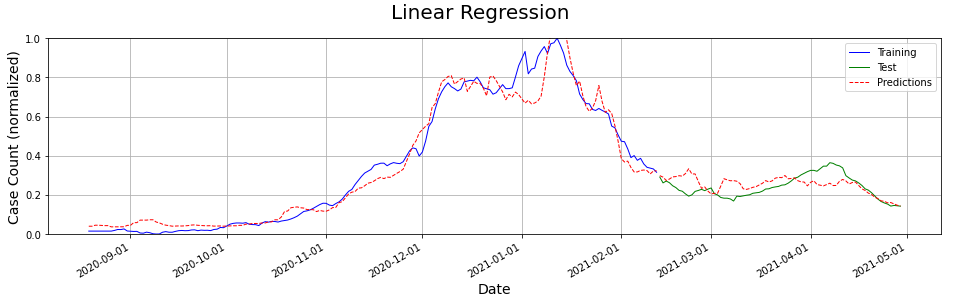 Linear Regression
Case Count (normalized)
1.0
0.8
0.6
0.4
0.2
0.0
Training
Test
Predictions
2020-09-01
2020-10-01
2020-11-01
2020-12-01
2021-01-01
2021-02-01
2021-03-01
2021-04-01
2021-05-01
Date